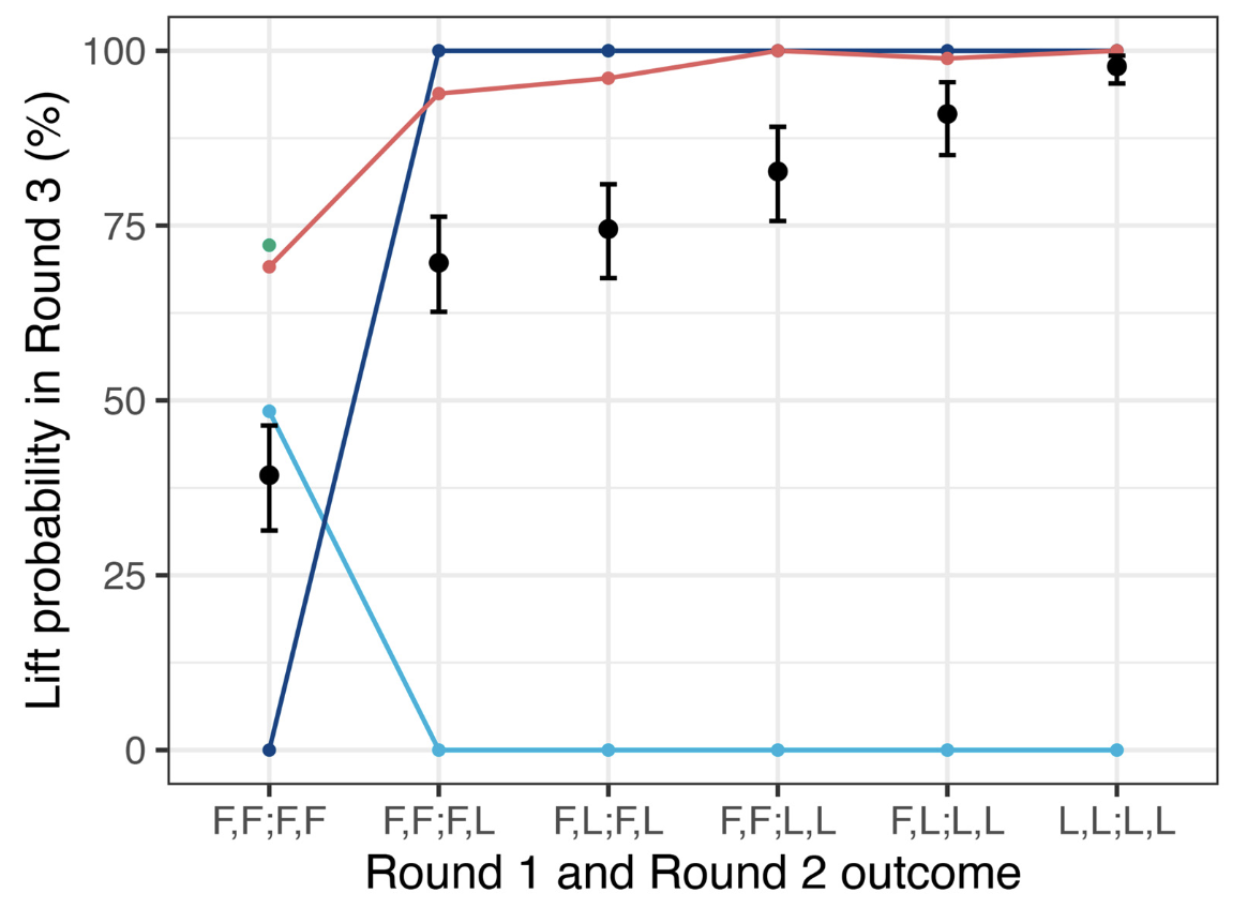 Lift probability in Round 3 (%)
100
75
50
25
0
F,F;F,F
F,F;F,L
F,L;F,L
F,F;L,L
F,L;L,L
L,L;L,L
Round 1 and Round 2 outcome